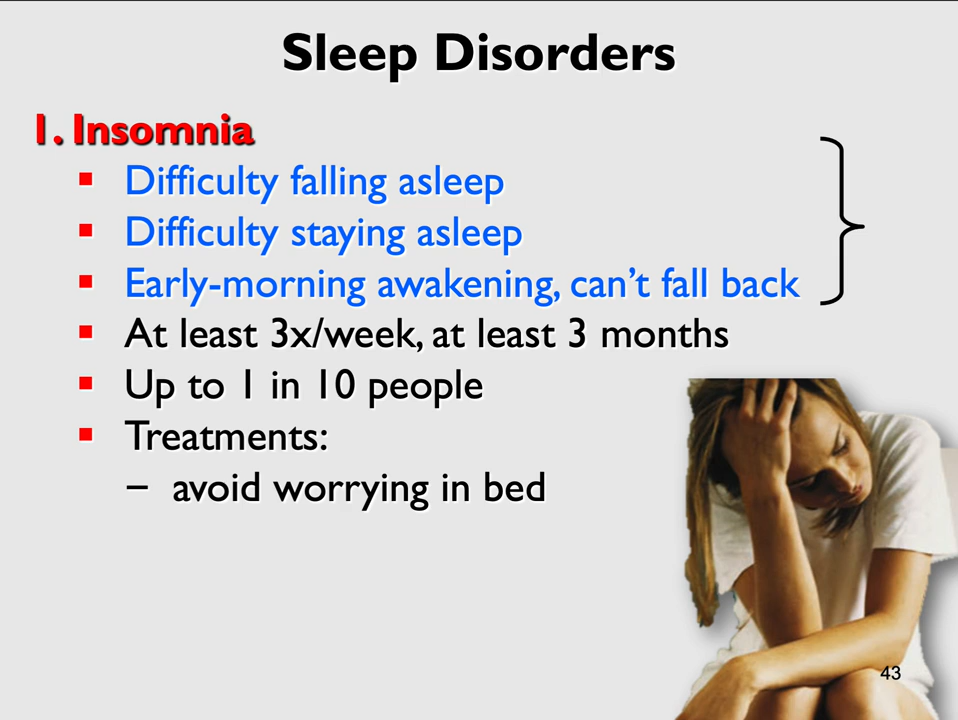 Sleep Disorders
1. Insomnia
▪ Difficulty falling asleep
▪ Difficulty staying asleep
▪ Early-morning awakening, can’t fall back
▪ At least 3x/week, at least 3 months
▪ Up to 1 in 10 people
▪ Treatments:
– avoid worrying in bed
43